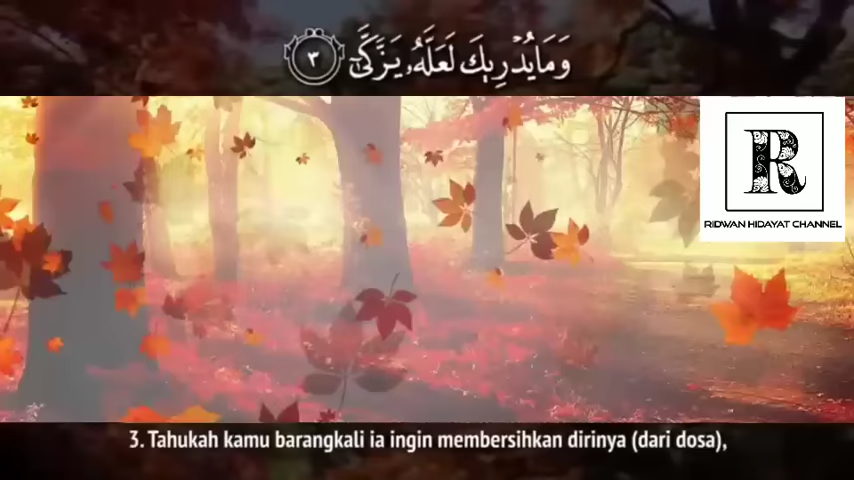 وَمَا يُدْرِيكَ لَعَلَّهُۥ يَزَّكَّىٰٓ ٣
R
RIDWAN HIDAYAT CHANNEL
3. Tahukah kamu barangkali ia ingin membersihkan dirinya (dari dosa),